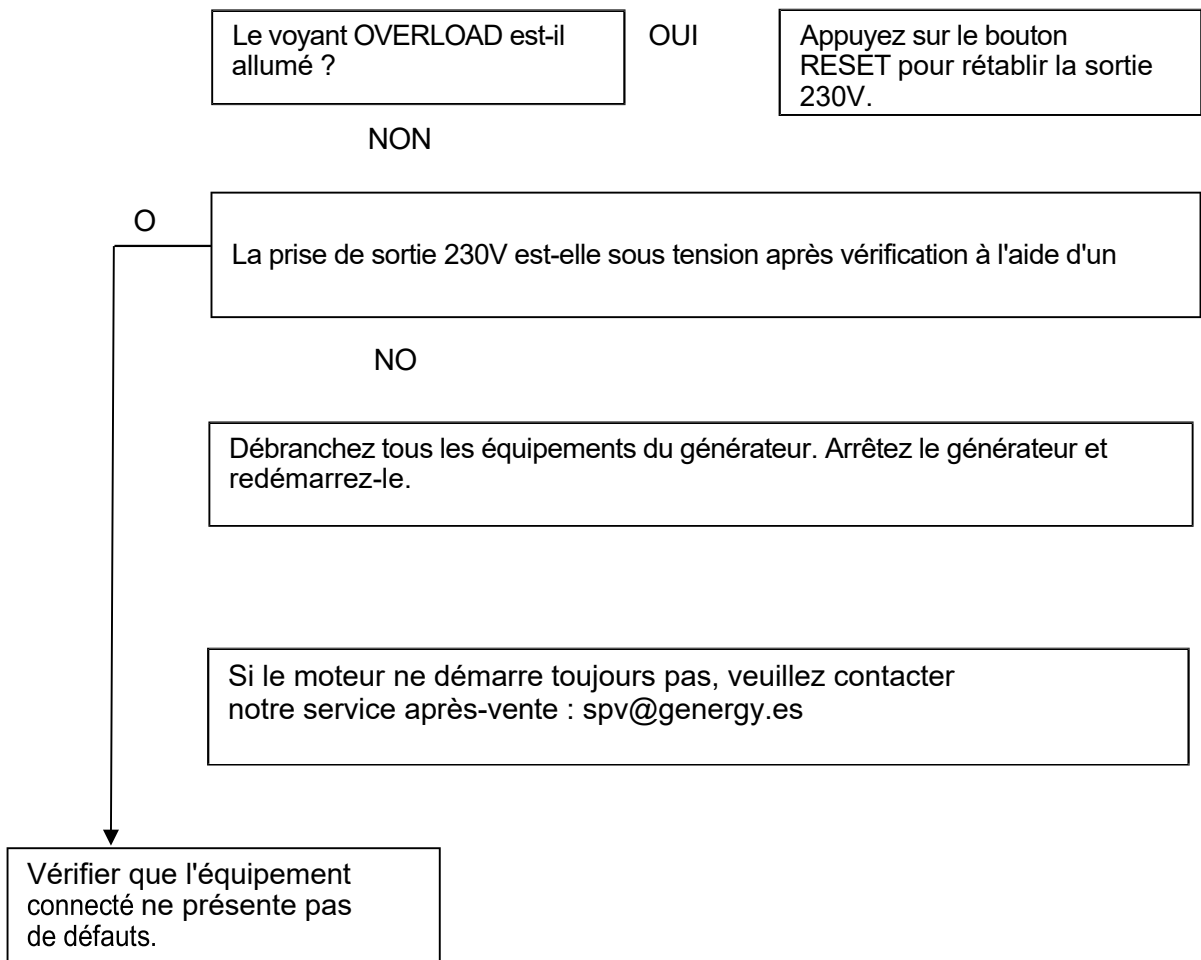 Le voyant OVERLOAD est-il
allumé ?
OUI
Appuyez sur le bouton
RESET pour rétablir la sortie
230V.
NON
O
La prise de sortie 230V est-elle sous tension après vérification à l'aide d'un
NO
Débranchez tous les équipements du générateur. Arrêtez le générateur et
redémarrez-le.
Si le moteur ne démarre toujours pas, veuillez contacter
notre service après-vente : spv@genergy.es
Vérifier que l'équipement
connecté ne présente pas
de défauts.